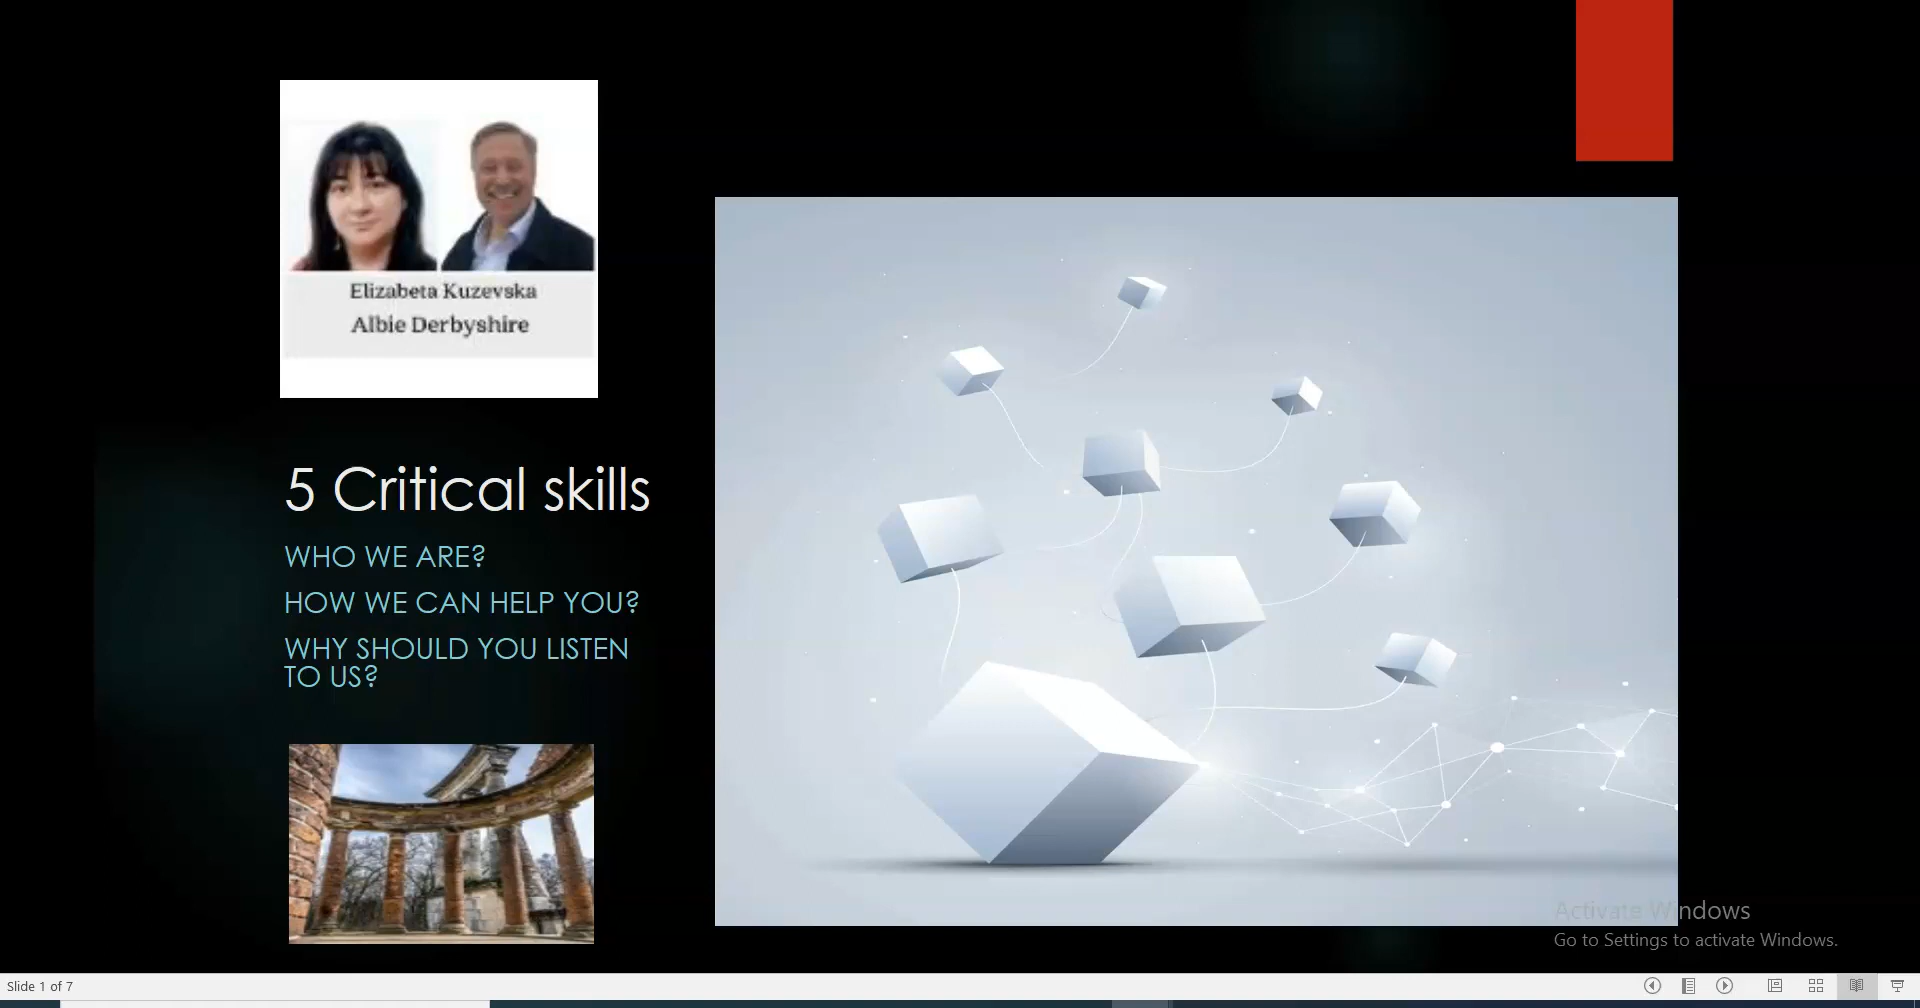 Elizabeta Kuzevska
Albie Derbyshire
5 Critical skills
WHO WE ARE?
HOW WE CAN HELP YOU?
WHY SHOULD YOU LISTEN
TO US?
Activate Windows
Go to Settings to activate Windows.
Slide 1 of 7